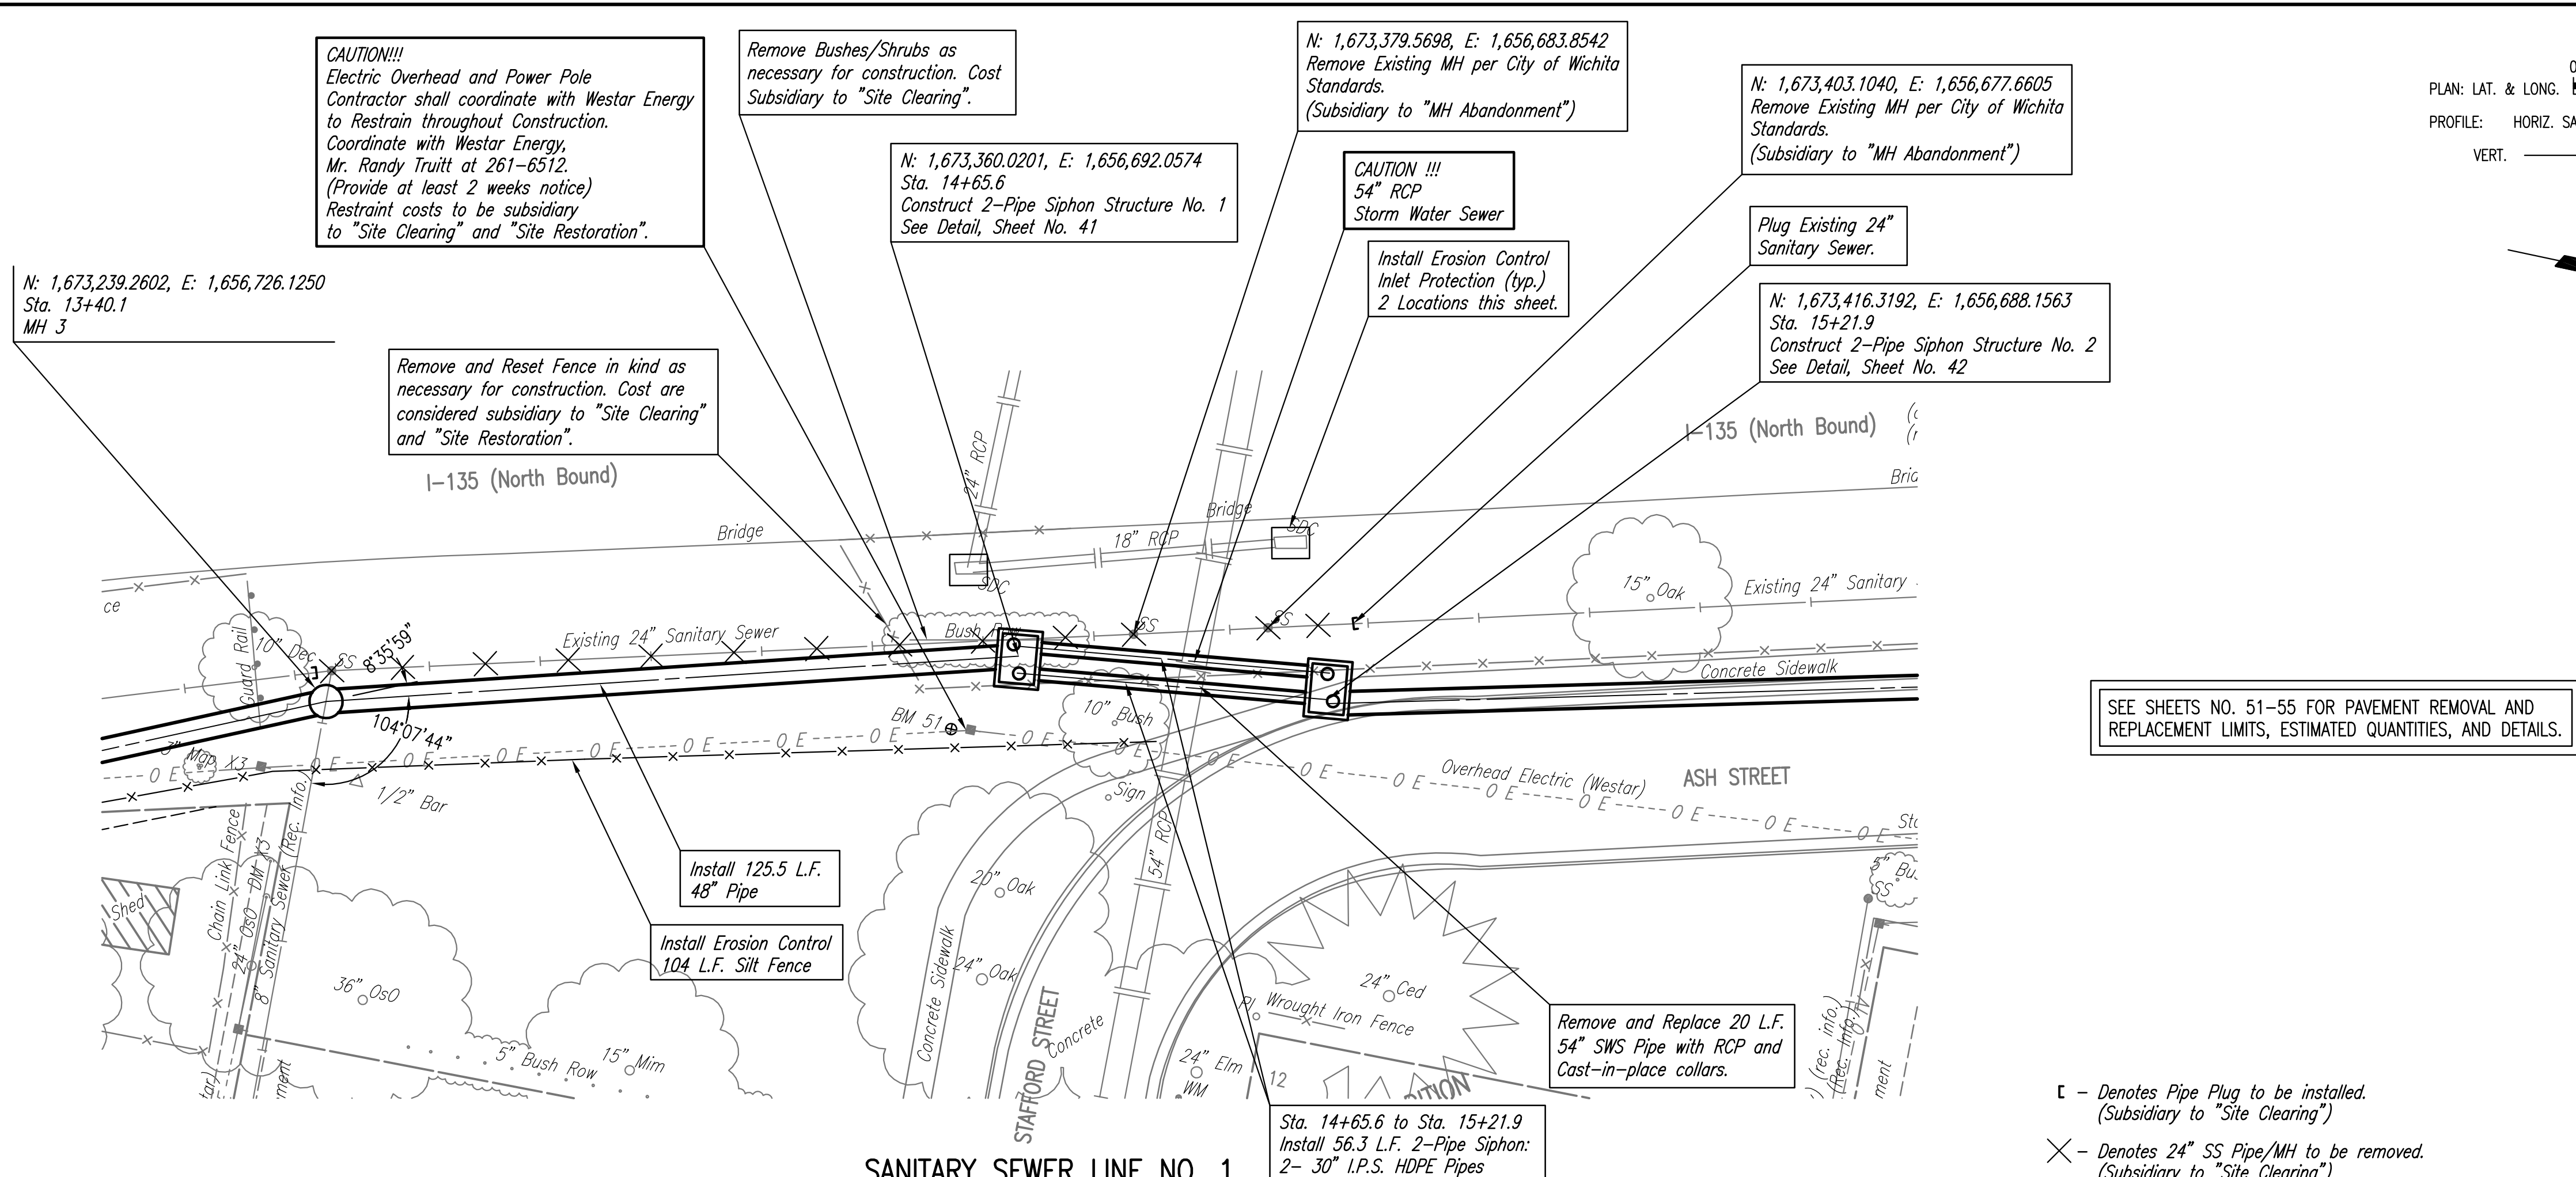 CAUTION!!!
Electric Overhead and Power Pole
Contractor shall coordinate with Westar Energy
to Restrain throughout Construction.
Coordinate with Westar Energy,
Mr. Randy Truitt at 261-6512.
(Provide at least 2 weeks notice)
Restraint costs to be subsidiary
to "Site Clearing" and "Site Restoration".
Remove Bushes/Shrubs as
necessary for construction. Cost
Subsidiary to "Site Clearing".
N: 1,673,360.0201, E: 1,656,692.0574
Sta. 14+65.6
Construct 2-Pipe Siphon Structure No. 1
See Detail, Sheet No. 41
N: 1,673,379.5698, E: 1,656,683.8542
Remove Existing MH per City of Wichita
Standards.
(Subsidiary to "MH Abandonment")
CAUTION !!!
54" RCP
Storm Water Sewer
Install Erosion Control
Inlet Protection (typ.)
2 Locations this sheet.
N: 1,673,403.1040, E: 1,656,677.6605
Remove Existing MH per City of Wichita
Standards.
(Subsidiary to "MH Abandonment")
Plug Existing 24"
Sanitary Sewer.
N: 1,673,416.3192, E: 1,656,688.1563
Sta. 15+21.9
Construct 2-Pipe Siphon Structure No. 2
See Detail, Sheet No. 42
PLAN: LAT. & LONG.
PROFILE: HORIZ.
VERT.
N: 1,673,239.2602, E: 1,656,726.1250
Sta. 13+40.1
MH 3
Remove and Reset Fence in kind as
necessary for construction. Cost are
considered subsidiary to "Site Clearing"
and "Site Restoration".
I-135 (North Bound)
I-135 (North Bound)
24" RCP
Bridge
Bridge
18" RCP
SDC
SDC
15" Oak
Existing 24" Sanitary
ce
Guard Rail
10" Dec
SS
8°35'59"
Existing 24" Sanitary Sewer
Bush
SS
SS
Concrete Sidewalk
104°07'44"
3" Map X3
1/2" Bar
BM 51
10" Bush
Sign
O E
Overhead Electric (Westar)
ASH STREET
54" RCP
SEE SHEETS NO. 51-55 FOR PAVEMENT REMOVAL AND
REPLACEMENT LIMITS, ESTIMATED QUANTITIES, AND DETAILS.
Shed
Chain Link Fence
24" OsO DM X3
8" Sanitary Sewer (Rec. Info.)
36" OsO
Install 125.5 L.F.
48" Pipe
Install Erosion Control
104 L.F. Silt Fence
20" Oak
24" Oak
Concrete Sidewalk
STAFFORD STREET
Concrete
5" Bush Row
15" Mim
24" Ced
Wrought Iron Fence
24" Elm
WM
12
SS
Remove and Replace 20 L.F.
54" SWS Pipe with RCP and
Cast-in-place collars.
Sta. 14+65.6 to Sta. 15+21.9
Install 56.3 L.F. 2-Pipe Siphon:
2- 30" I.P.S. HDPE Pipes
(rec. info.)
(Rec. Info.)
- Denotes Pipe Plug to be installed.
(Subsidiary to "Site Clearing")
- Denotes 24" SS Pipe/MH to be removed.
(Subsidiary to "Site Clearing")
SANITARY SEWER LINE NO. 1